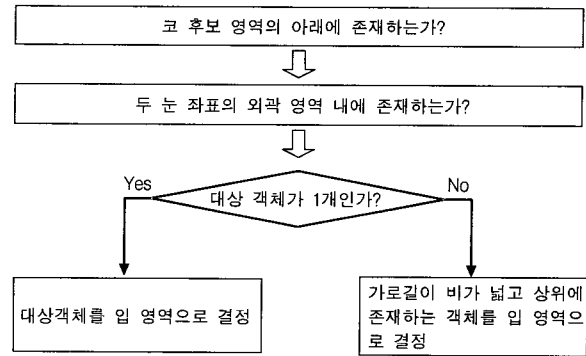 코 후보 영역의 아래에 존재하는가?
두 눈 좌표의 외곽 영역 내에 존재하는가?
대상 객체가 1개인가?
Yes
No
대상객체를 입 영역으로 결정
가로길이 비가 넓고 상위에
존재하는 객체를 입 영역으
로 결정